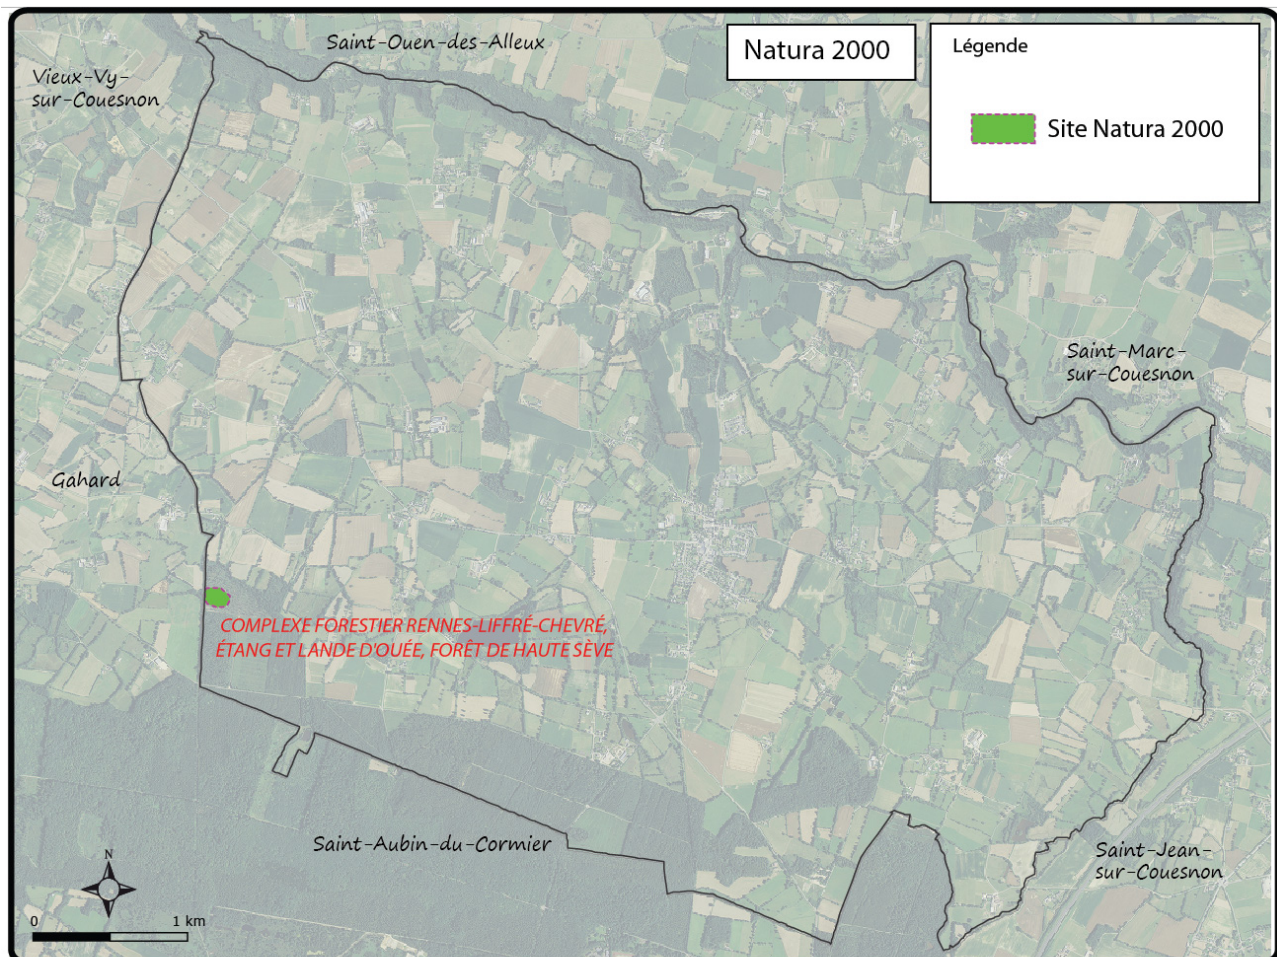 Saint-Ouen-des-Alleux
Natura 2000
Légende
Vieux-Vy-
sur-Couesnon
Site Natura 2000
Saint-Marc-
sur-Couesnon
Gahard
COMPLEXE FORESTIER RENNES-LIFFRÉ-CHEVRÉ,
ÉTANG ET LANDE D'OUÉE, FORÊT DE HAUTE SÈVE
Saint-Aubin-du-Cormier
Saint-Jean-
sur-Couesnon
N
0 1 km